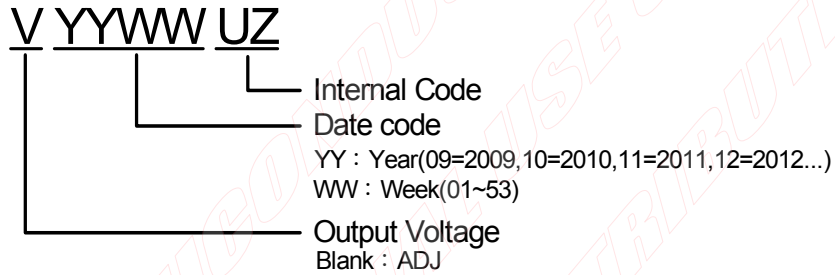 V YYWW UZ
Internal Code
Date code
YY：Year(09=2009,10=2010,11=2011,12=2012...)
WW：Week(01~53)
Output Voltage
Blank：ADJ